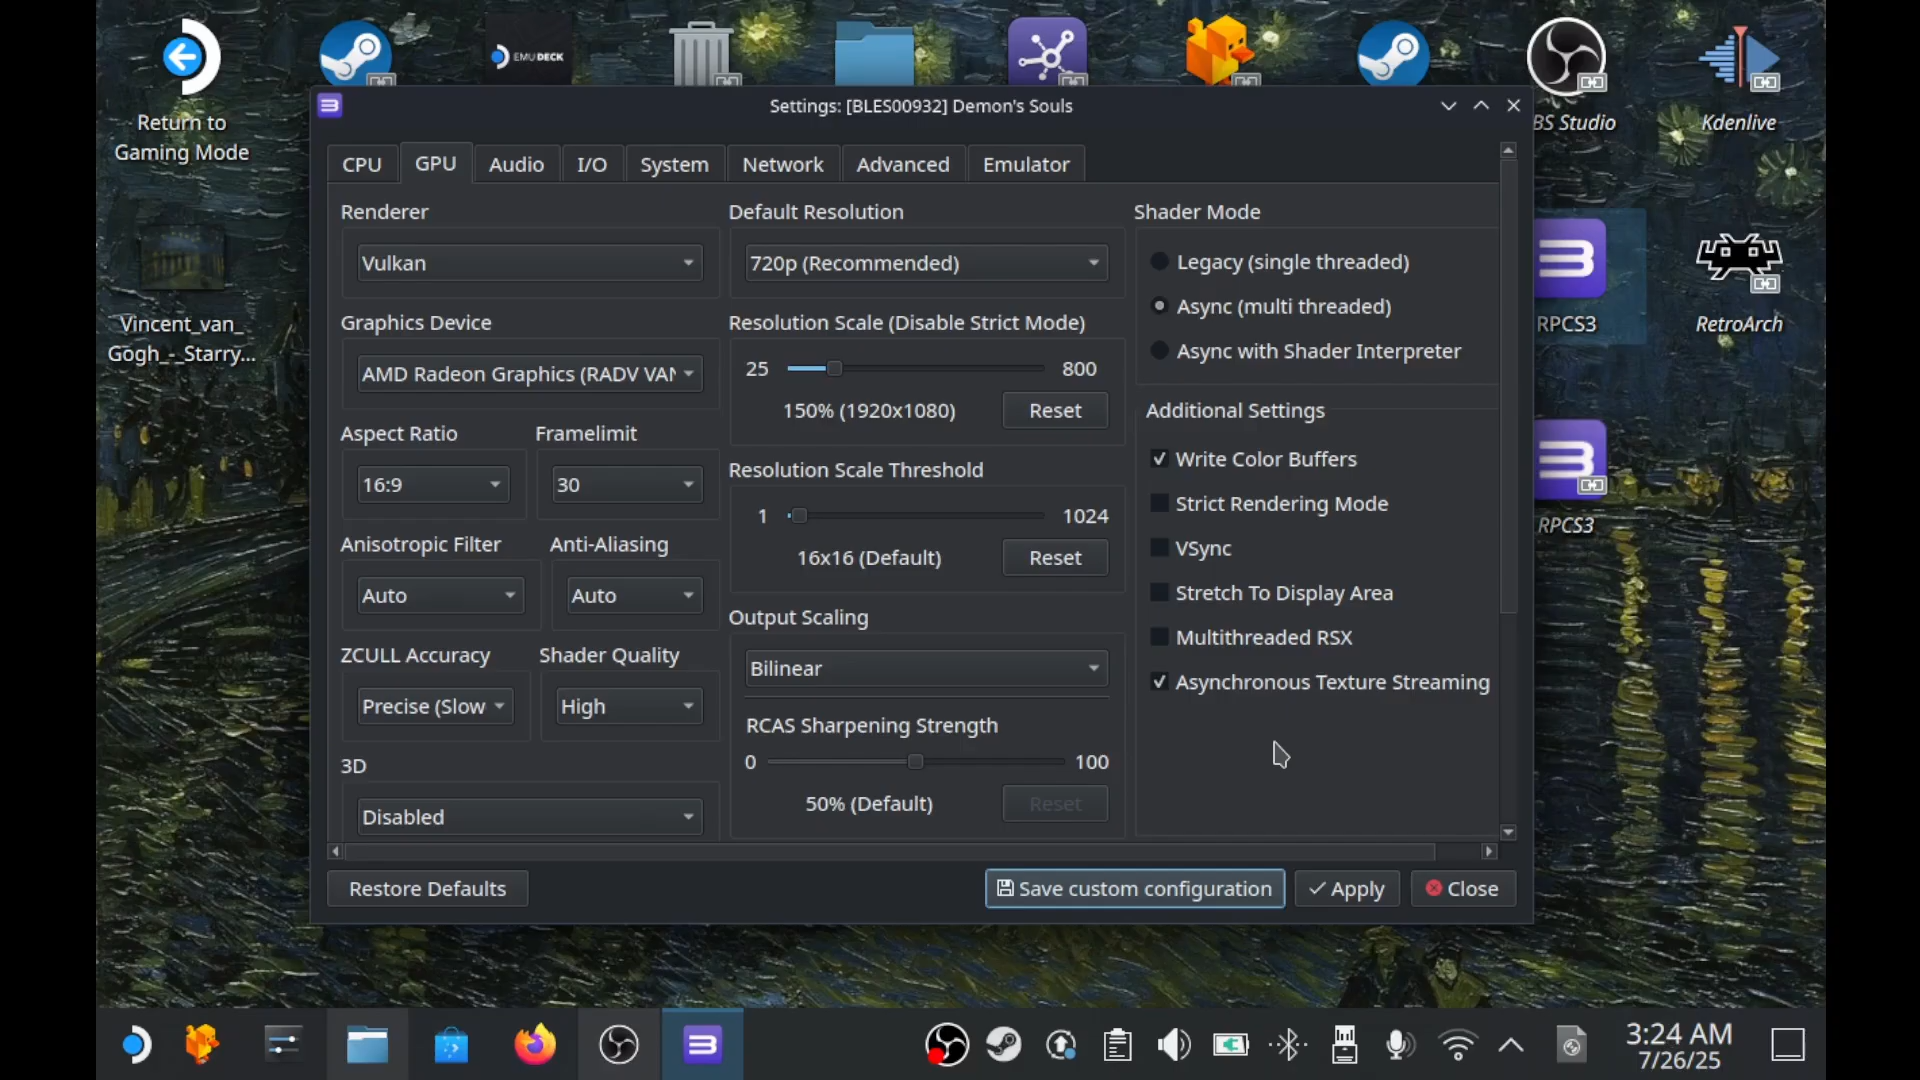 EMUDECK
Return to
Gaming Mode
BS Studio
Kdenlive
Vincent_van_
Gogh_-_Starry...
RPCS3
RetroArch
RPCS3
Settings: [BLES00932] Demon's Souls
CPU
GPU
Audio
I/O
System
Network
Advanced
Emulator
Renderer
Vulkan
Graphics Device
AMD Radeon Graphics (RADV VAN
Aspect Ratio
Framelimit
16:9
30
Anisotropic Filter
Anti-Aliasing
Auto
Auto
ZCULL Accuracy
Shader Quality
Precise (Slow
High
3D
Disabled
Default Resolution
720p (Recommended)
Resolution Scale (Disable Strict Mode)
25
800
150% (1920x1080)
Reset
Resolution Scale Threshold
1
1024
16x16 (Default)
Reset
Output Scaling
Bilinear
RCAS Sharpening Strength
0
100
50% (Default)
Reset
Shader Mode
Legacy (single threaded)
Async (multi threaded)
Async with Shader Interpreter
Additional Settings
Write Color Buffers
Strict Rendering Mode
VSync
Stretch To Display Area
Multithreaded RSX
Asynchronous Texture Streaming
Restore Defaults
Save custom configuration
Apply
Close
3:24 AM
7/26/25